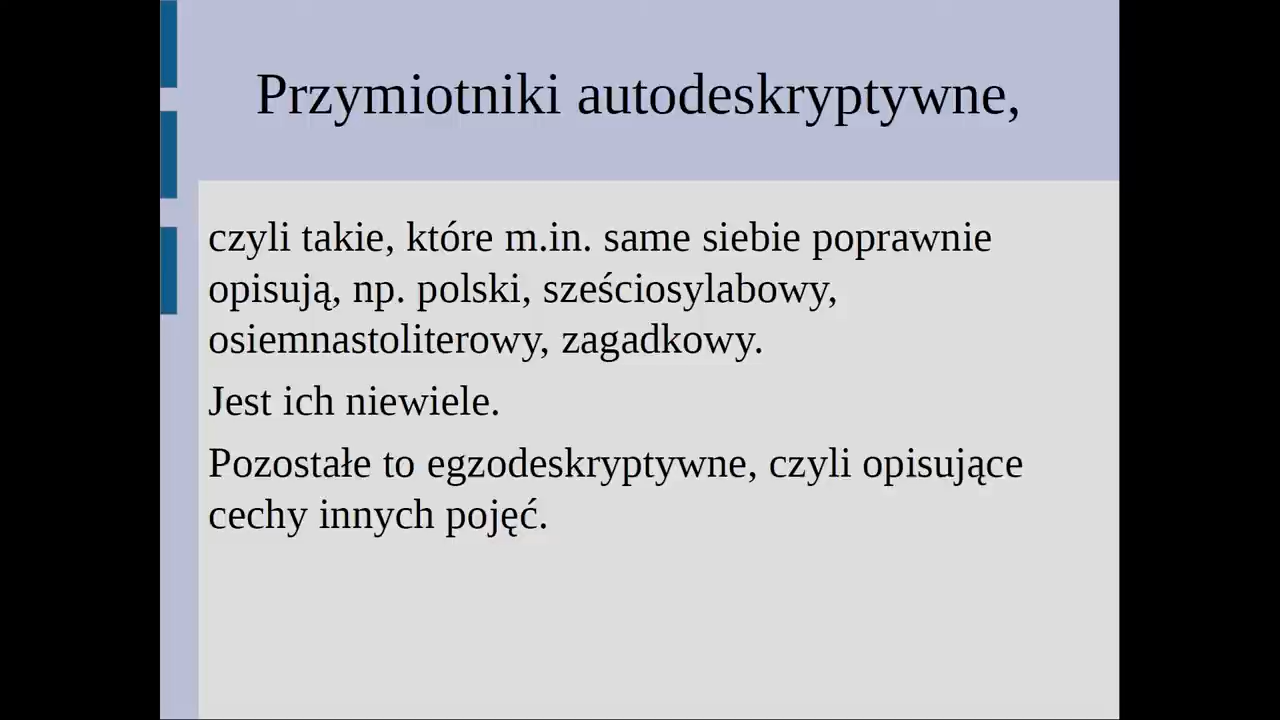 Przymiotniki autodeskryptywne,
czyli takie, które m.in. same siebie poprawnie
opisują, np. polski, sześciosylabowy,
osiemnastoliterowy, zagadkowy.
Jest ich niewiele.
Pozostałe to egzodeskryptywne, czyli opisujące
cechy innych pojęć.